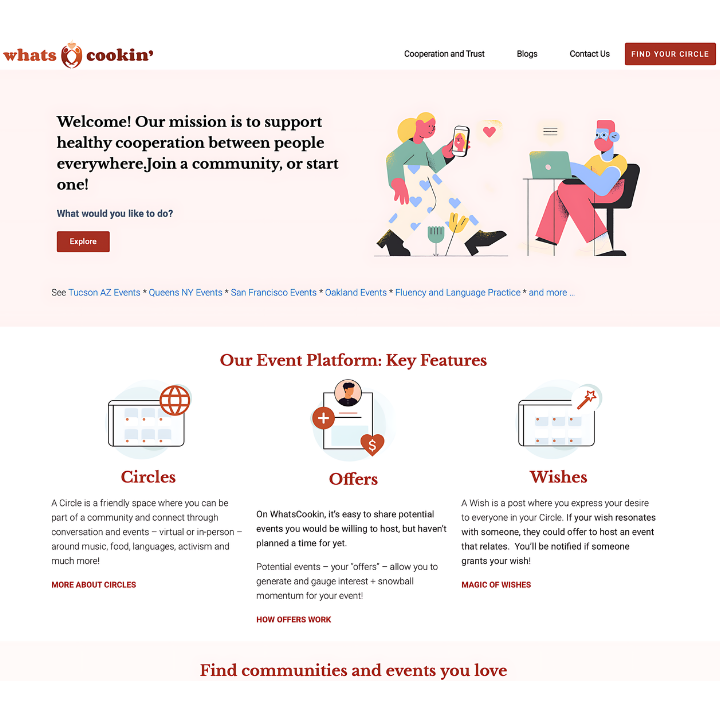 whats cookin'
Cooperation and Trust
Blogs
Contact Us
FIND YOUR CIRCLE
Welcome! Our mission is to support
healthy cooperation between people
everywhere,Join a community, or start
one!
What would you like to do?
Explore
See Tucson AZ Events * Queens NY Events * San Francisco Events * Oakland Events * Fluency and Language Practice * and more ...
Our Event Platform: Key Features
$
Circles
A Circle is a friendly space where you can be
part of a community and connect through
conversation and events – virtual or in-person –
around music, food, languages, activism and
much more!
MORE ABOUT CIRCLES
Offers
On WhatsCookin, it's easy to share potential
events you would be willing to host, but haven't
planned a time for yet.
Potential events – your "offers" – allow you to
generate and gauge interest + snowball
momentum for your event!
HOW OFFERS WORK
Wishes
A Wish is a post where you express your desire
to everyone in your Circle. If your wish resonates
with someone, they could offer to host an event
that relates.  You'll be notified if someone
grants your wish!
MAGIC OF WISHES
Find communities and events you love